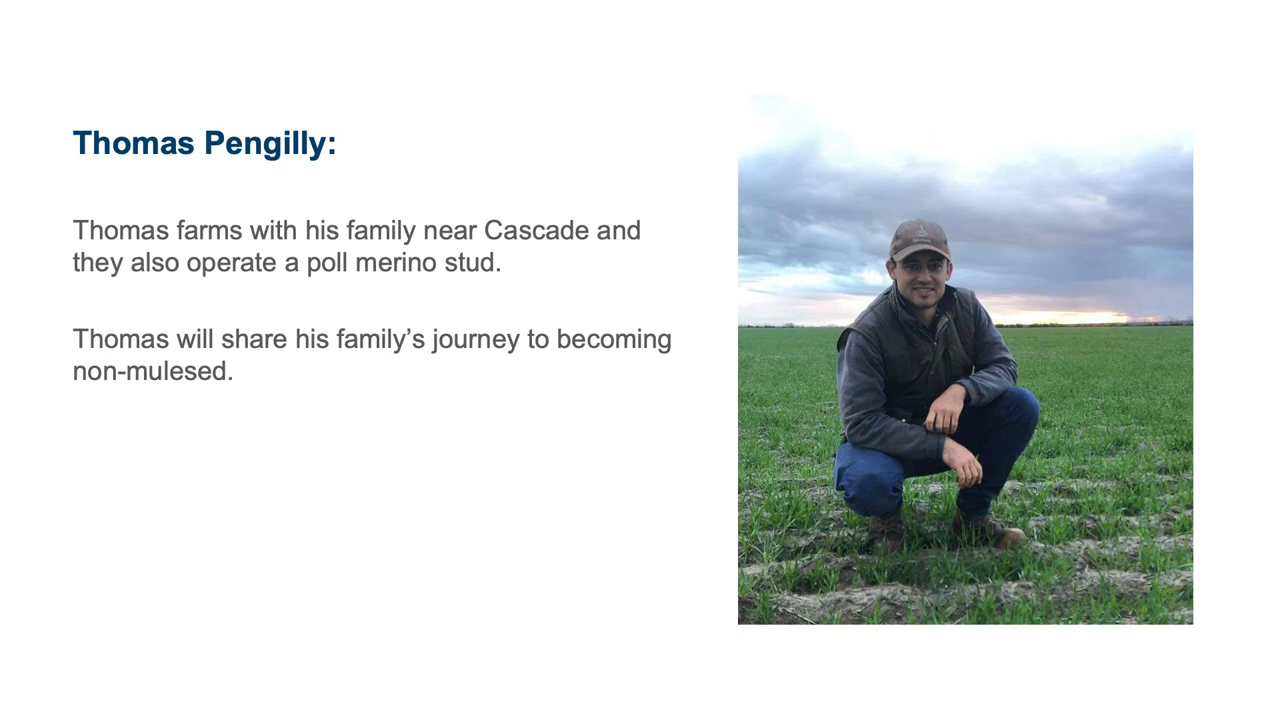 Thomas Pengilly:
Thomas farms with his family near Cascade and
they also operate a poll merino stud.
Thomas will share his family’s journey to becoming
non-mulesed.